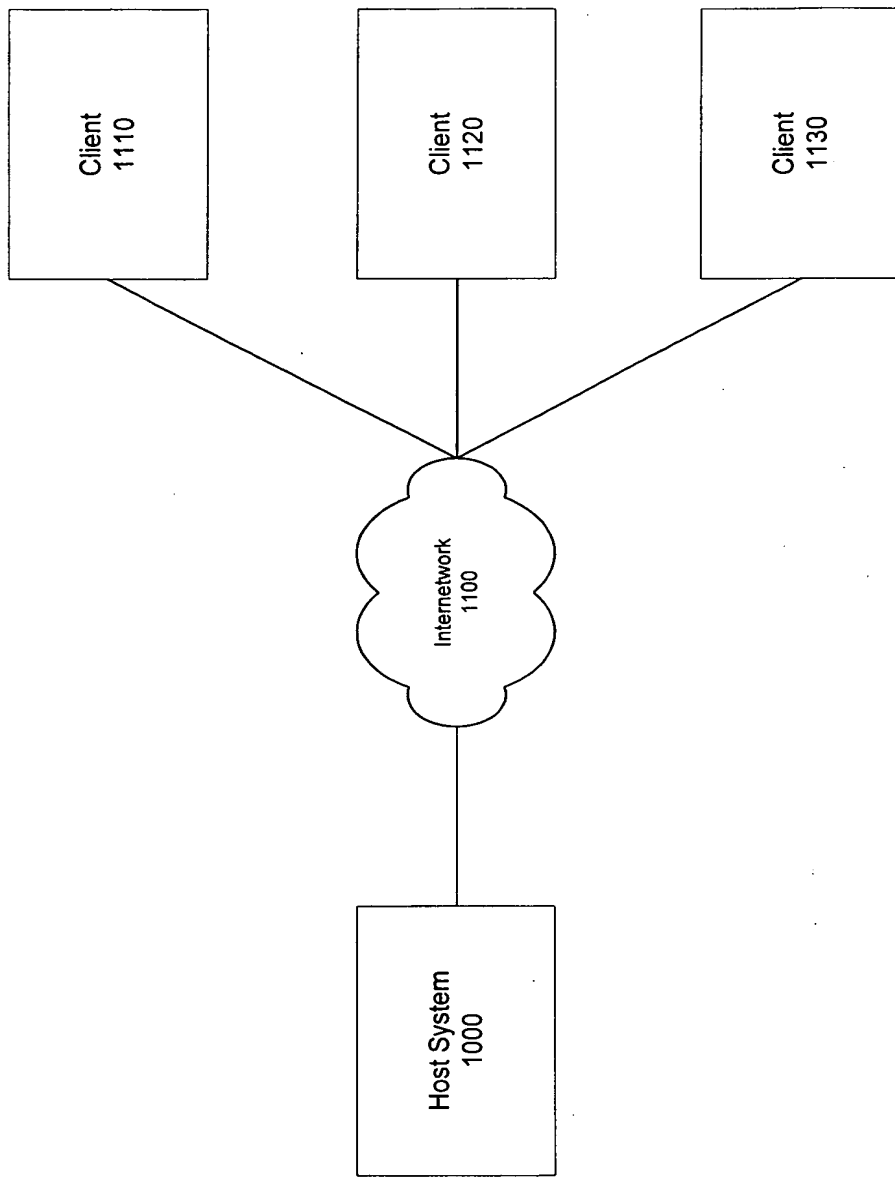 Host System
1000
Internetwork
1100
Client
1110
Client
1120
Client
1130